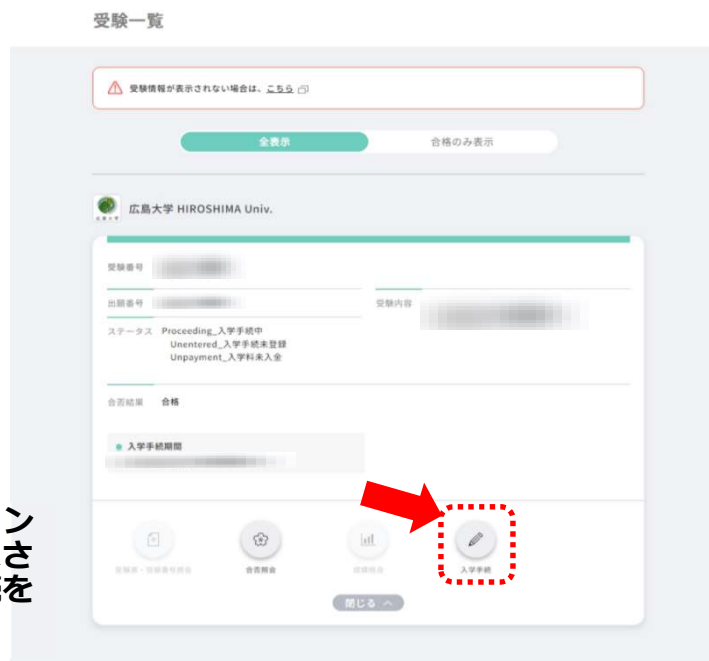 受験一覧
受験情報が表示されない場合は、こちら
全表示
合格のみ表示
広島大学 HIROSHIMA Univ.
受験番号
出願番号
受験内容
ステータス Proceeding_入学手続中
Unentered_入学手続未登録
Unpayment_入学料未入金
合否結果 合格
入学手続期間
ン
さ
を
合否照会
入学手続
閉じる